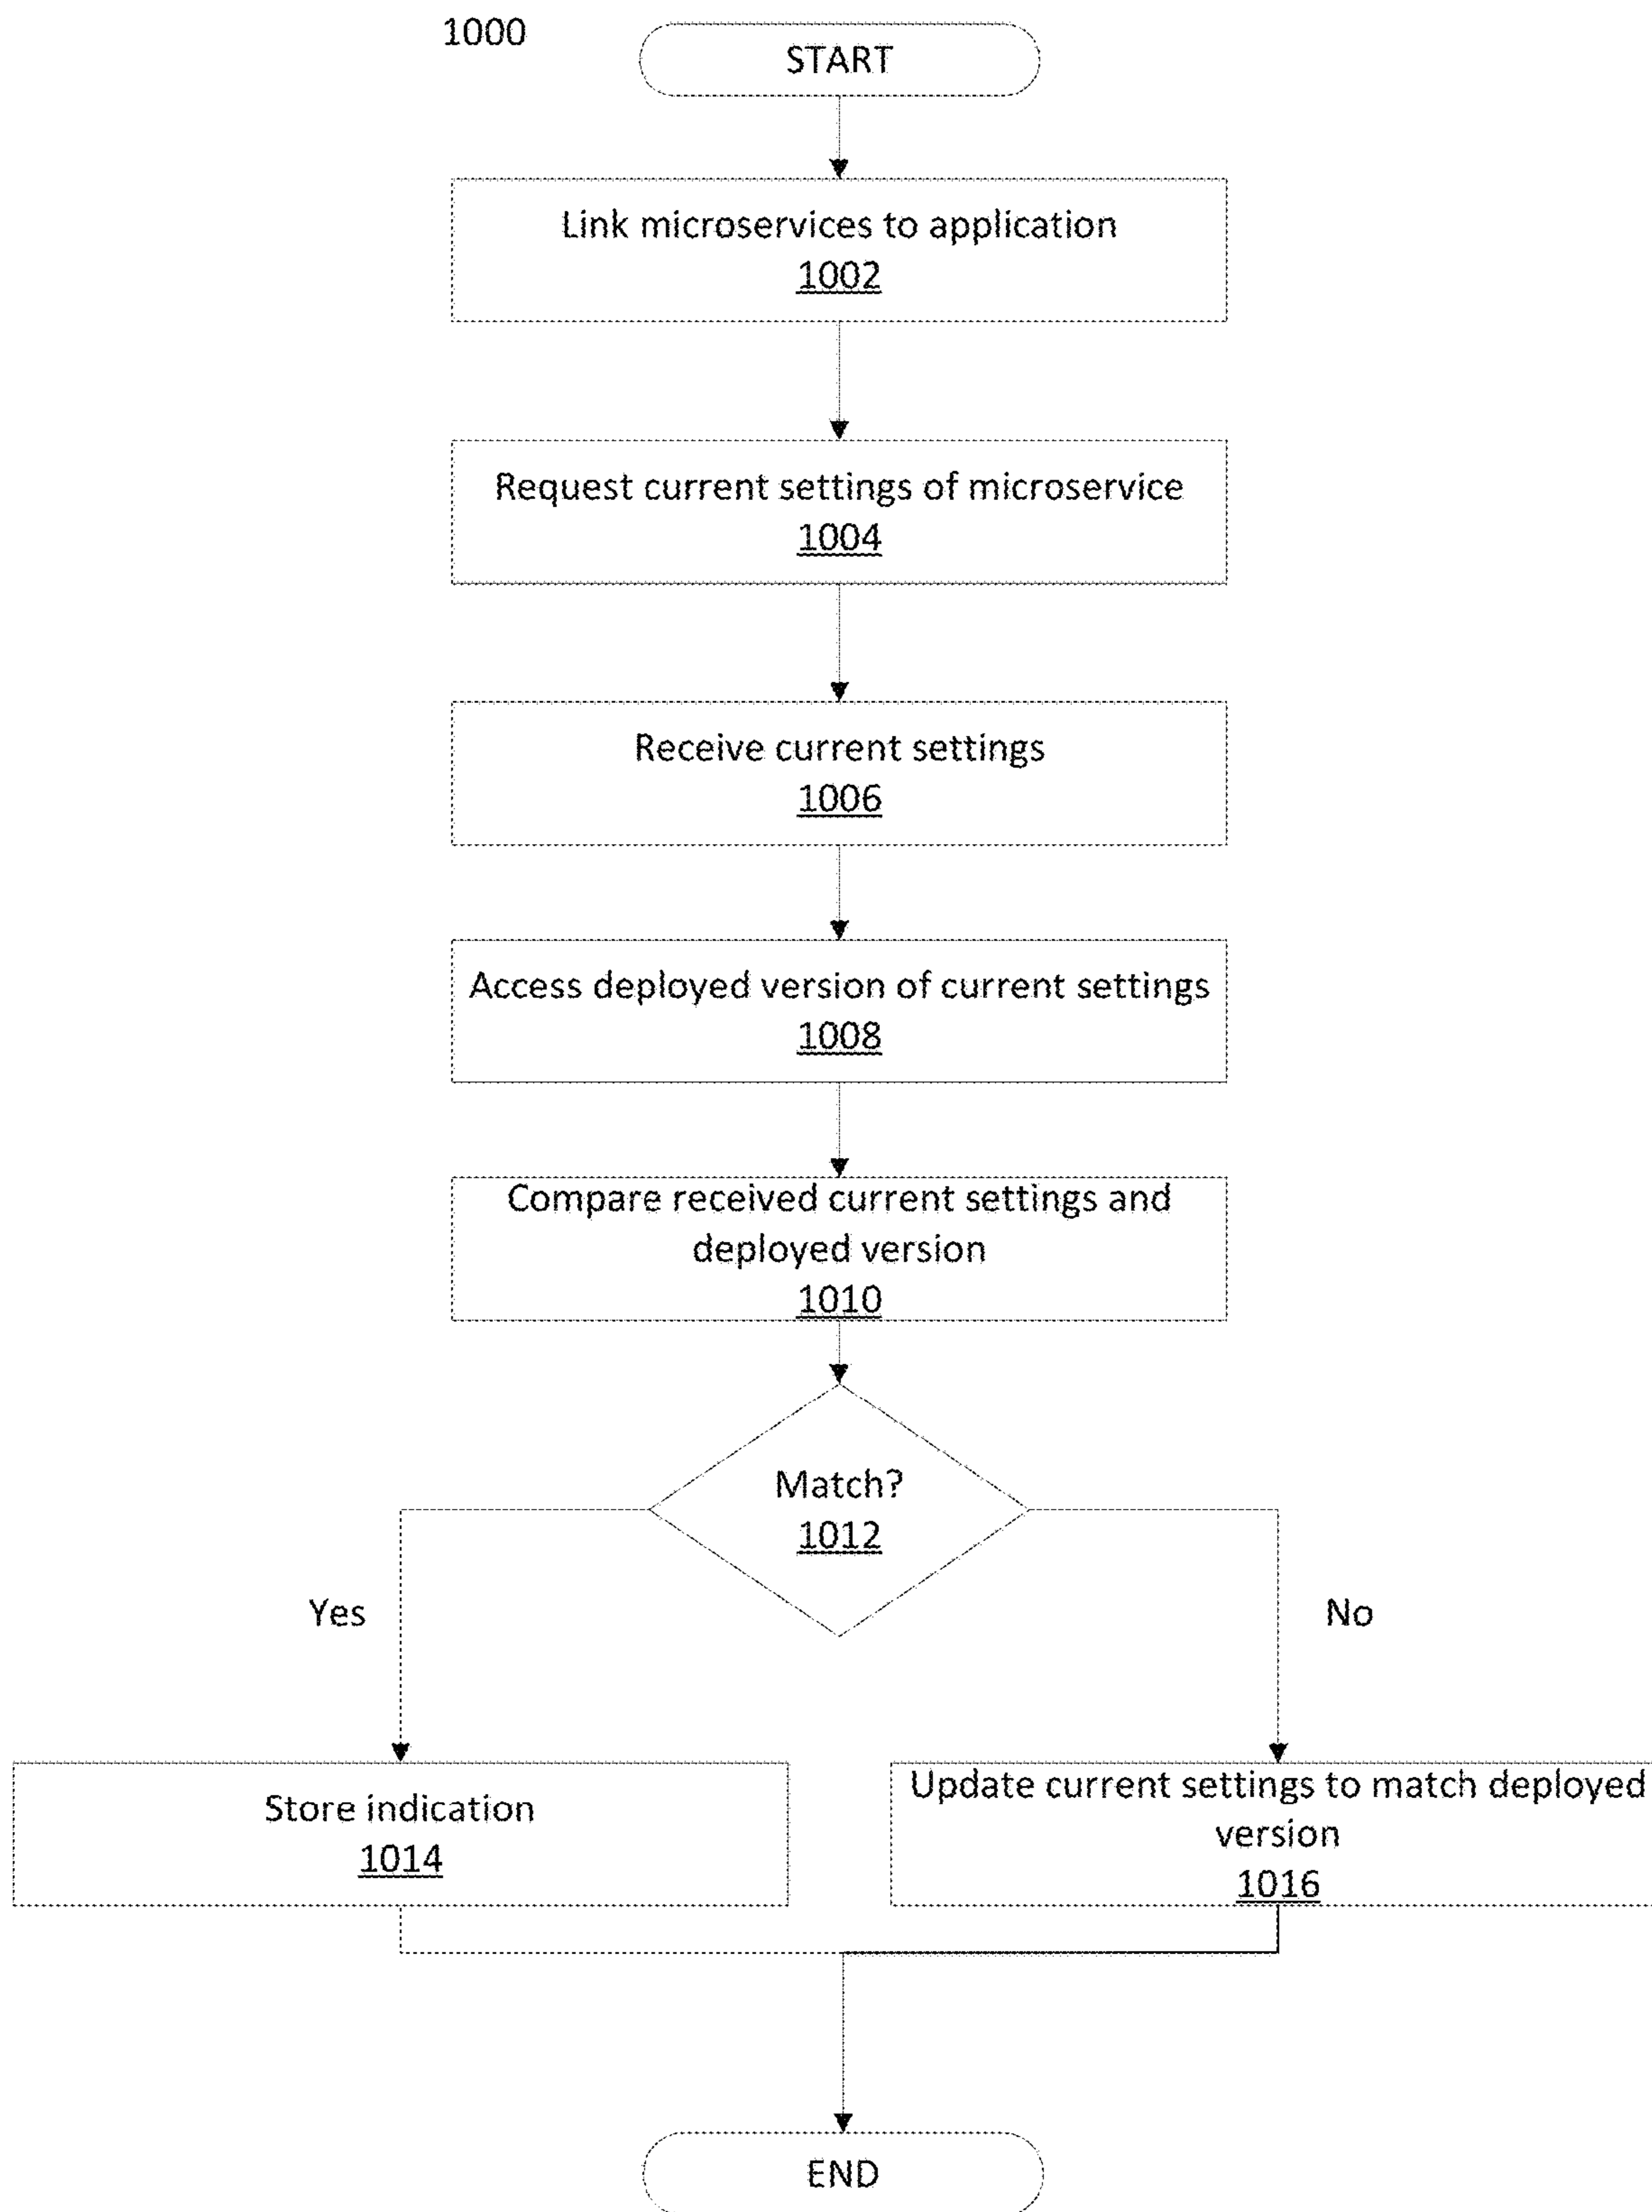 1000
START
Link microservices to application
1002
Request current settings of microservice
1004
Receive current settings
1006
Access deployed version of current settings
1008
Compare received current settings and
deployed version
1010
Match?
1012
Yes
No
Store indication
1014
Update current settings to match deployed
version
1016
END